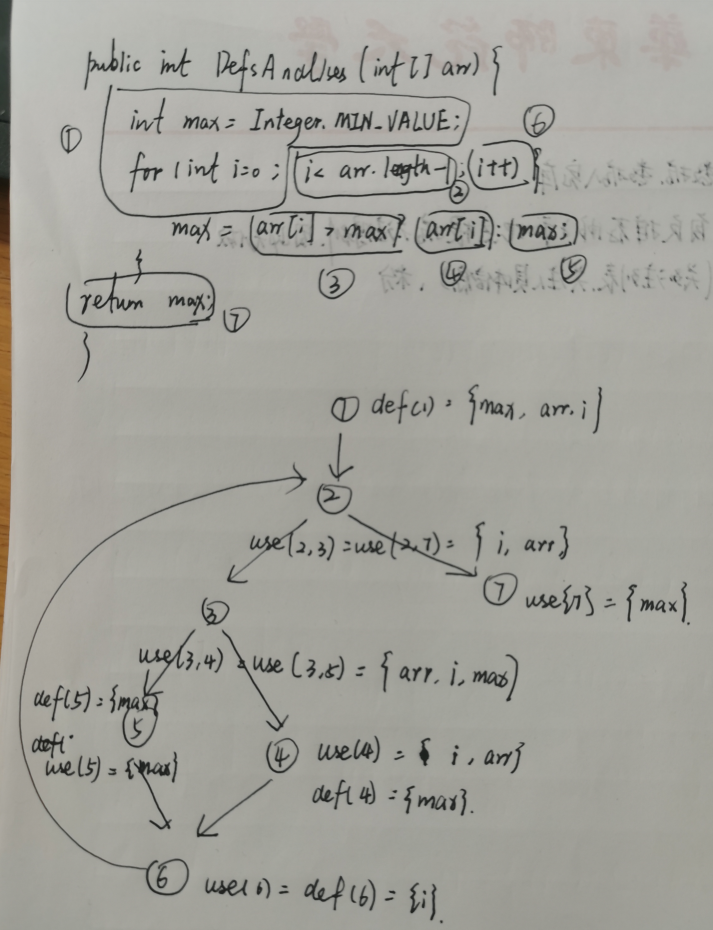 public int DefsAnalises (int[] arr) {
① int max = Integer.MIN_VALUE; ⑥
for (int i=0; i< arr.length-1; i++) {
②
max = arr[i] > max? arr[i] : max;
③ ④ ⑤
}
return max; ⑦
}
① def(1) = {max, arr. i}
②
use(2,3) = use(2,7) = { i, arr}
③ ⑦ use{7} = {max}.
use(3,4) = use(3,5) = { arr, i, max}
def(5) = {max}
⑤
def(
use(5) = {max}
④ use(4) = { i, arr}
def(4) = {max}.
⑥ use(6) = def(6) = {i}.